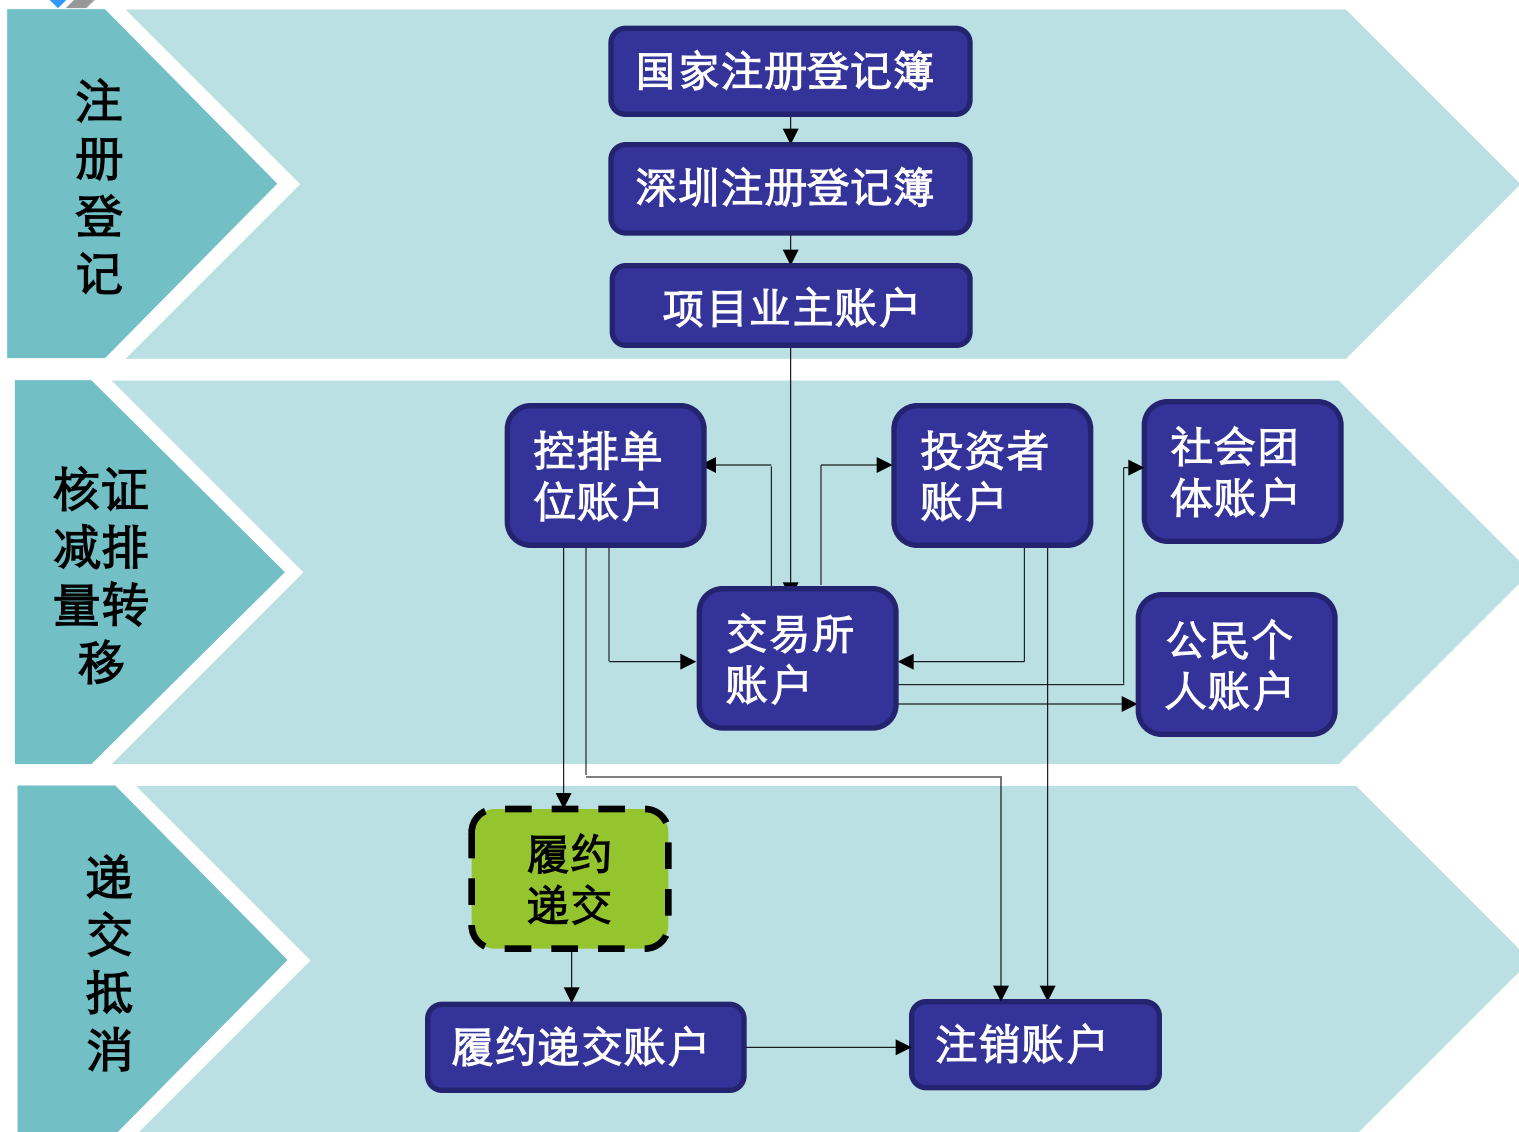 注
册
登
记
国家注册登记簿
深圳注册登记簿
项目业主账户
核证
减排
量转
移
控排单
位账户
投资者
账户
社会团
体账户
交易所
账户
公民个
人账户
递
交
抵
消
履约
递交
履约递交账户
注销账户